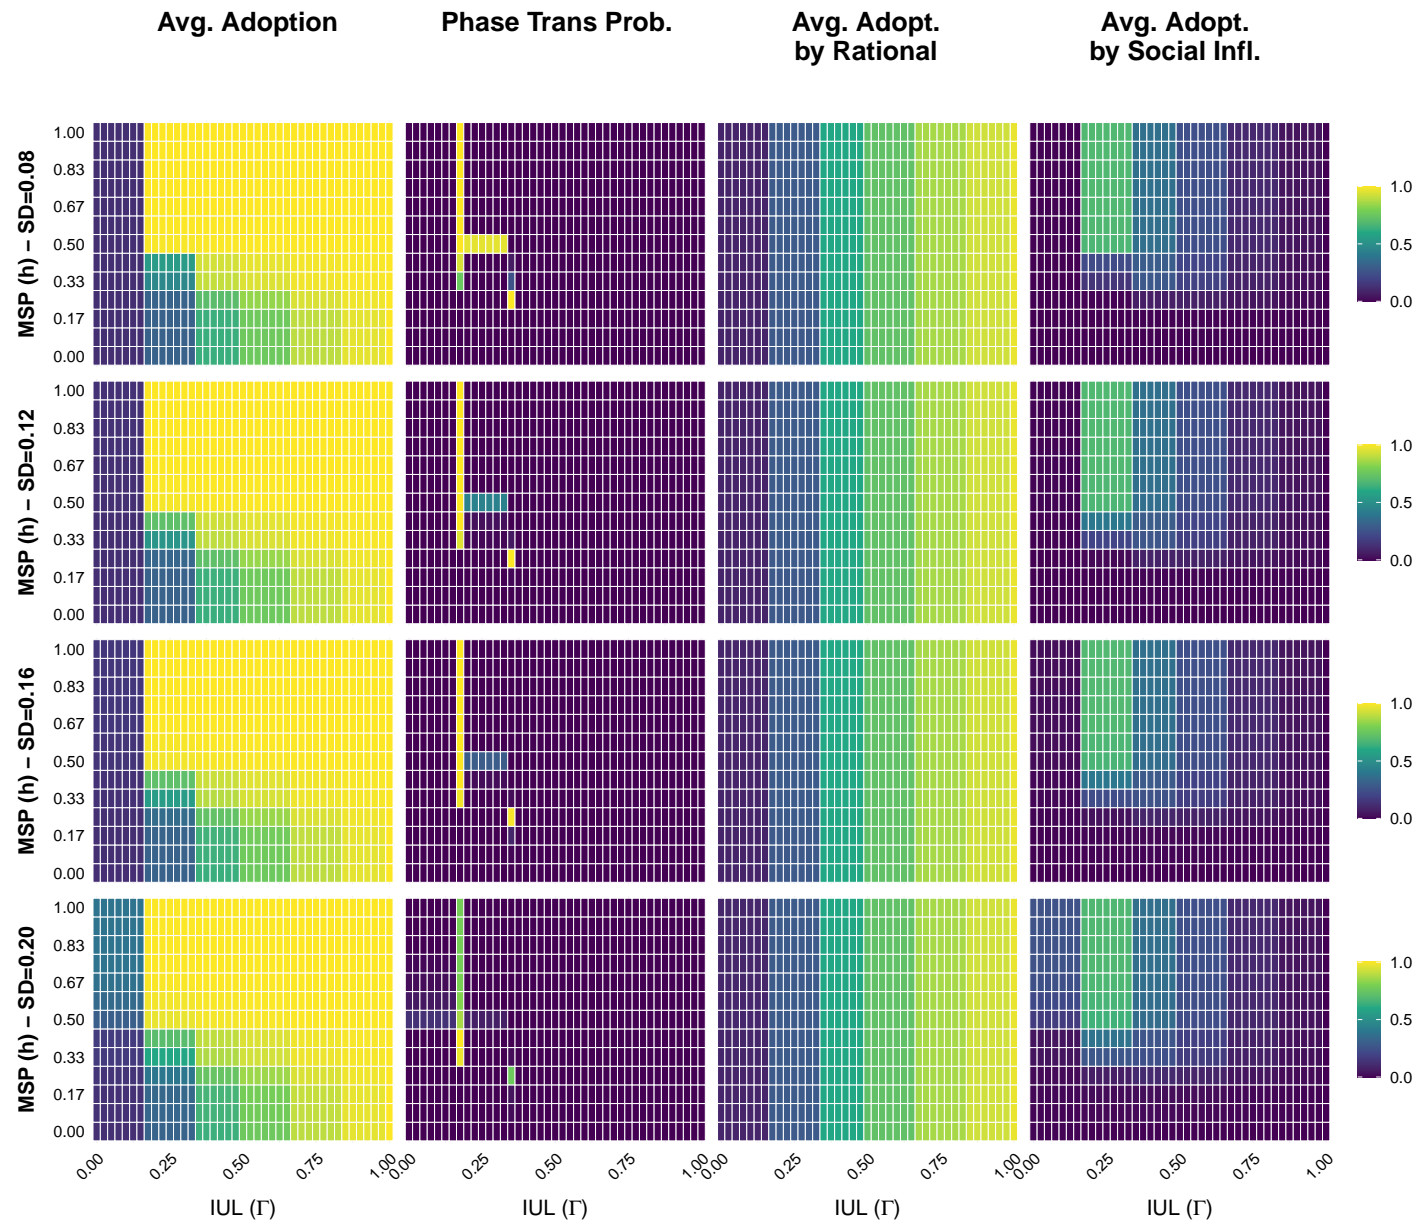 Avg. Adoption
Phase Trans Prob.
Avg. Adopt.
by Rational
Avg. Adopt.
by Social Infl.
MSP (h) − SD=0.08
1.00
0.83
0.67
0.50
0.33
0.17
0.00
1.0
0.5
0.0
MSP (h) − SD=0.12
1.00
0.83
0.67
0.50
0.33
0.17
0.00
1.0
0.5
0.0
MSP (h) − SD=0.16
1.00
0.83
0.67
0.50
0.33
0.17
0.00
1.0
0.5
0.0
MSP (h) − SD=0.20
1.00
0.83
0.67
0.50
0.33
0.17
0.00
1.0
0.5
0.0
0.00 0.25 0.50 0.75 1.00
0.00 0.25 0.50 0.75 1.00
0.00 0.25 0.50 0.75 1.00
0.00 0.25 0.50 0.75 1.00
IUL (Γ)
IUL (Γ)
IUL (Γ)
IUL (Γ)